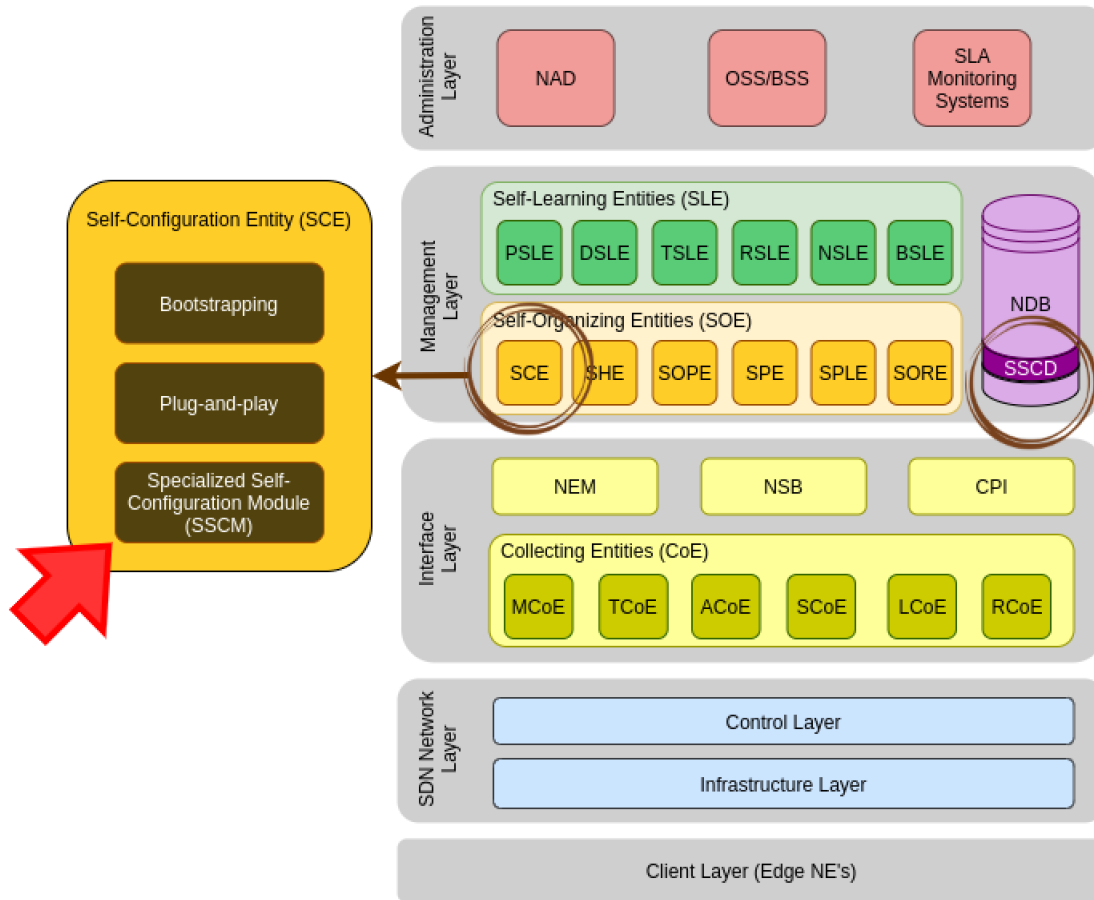 Administration
Layer
NAD
OSS/BSS
SLA
Monitoring
Systems
Self-Configuration Entity (SCE)
Bootstrapping
Plug-and-play
Specialized Self-
Configuration Module
(SSCM)
Management
Layer
Self-Learning Entities (SLE)
PSLE
DSLE
TSLE
RSLE
NSLE
BSLE
Self-Organizing Entities (SOE)
SCE
SHE
SOPE
SPE
SPLE
SORE
NDB
SSCD
Interface
Layer
NEM
NSB
CPI
Collecting Entities (CoE)
MCoE
TCoE
ACoE
SCoE
LCoE
RCoE
SDN Network
Layer
Control Layer
Infrastructure Layer
Client Layer (Edge NE's)